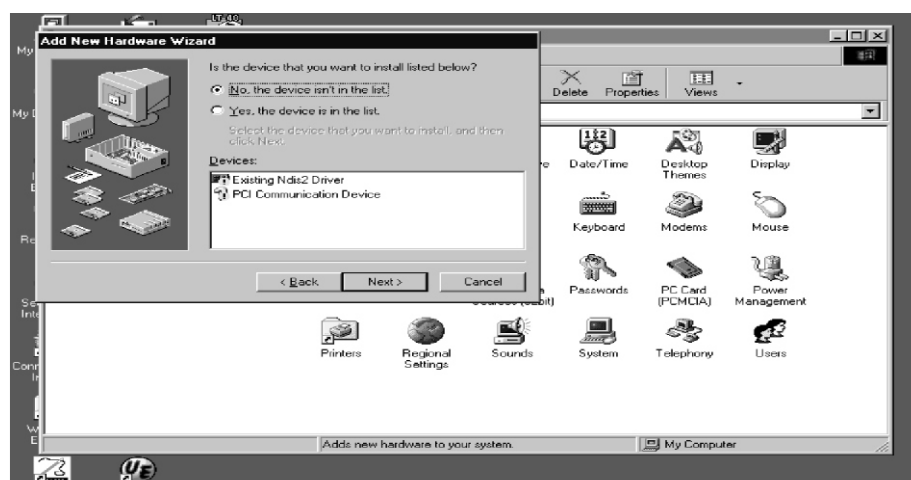 LT 40
Add New Hardware Wizard
My
Is the device that you want to install listed below?
No, the device isn't in the list.
Yes, the device is in the list.
Select the device that you want to install, and then
click Next.
Devices:
Existing Ndis2 Driver
PCI Communication Device
< Back
Next >
Cancel
Delete
Properties
Views
Date/Time
Desktop
Themes
Display
Keyboard
Modems
Mouse
Passwords
PC Card
(PCMCIA)
Power
Management
Printers
Regional
Settings
Sounds
System
Telephony
Users
Adds new hardware to your system.
My Computer
UE